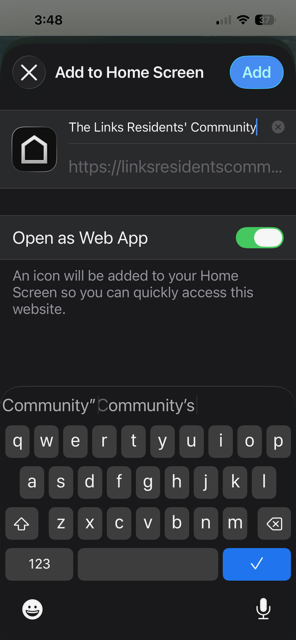 3:48
37
Add to Home Screen
Add
The Links Residents' Community
https://linksresidentscomm...
Open as Web App
An icon will be added to your Home
Screen so you can quickly access this
website.
Community” Community’s
q w e r t y u i o p
a s d f g h j k l
z x c v b n m
123